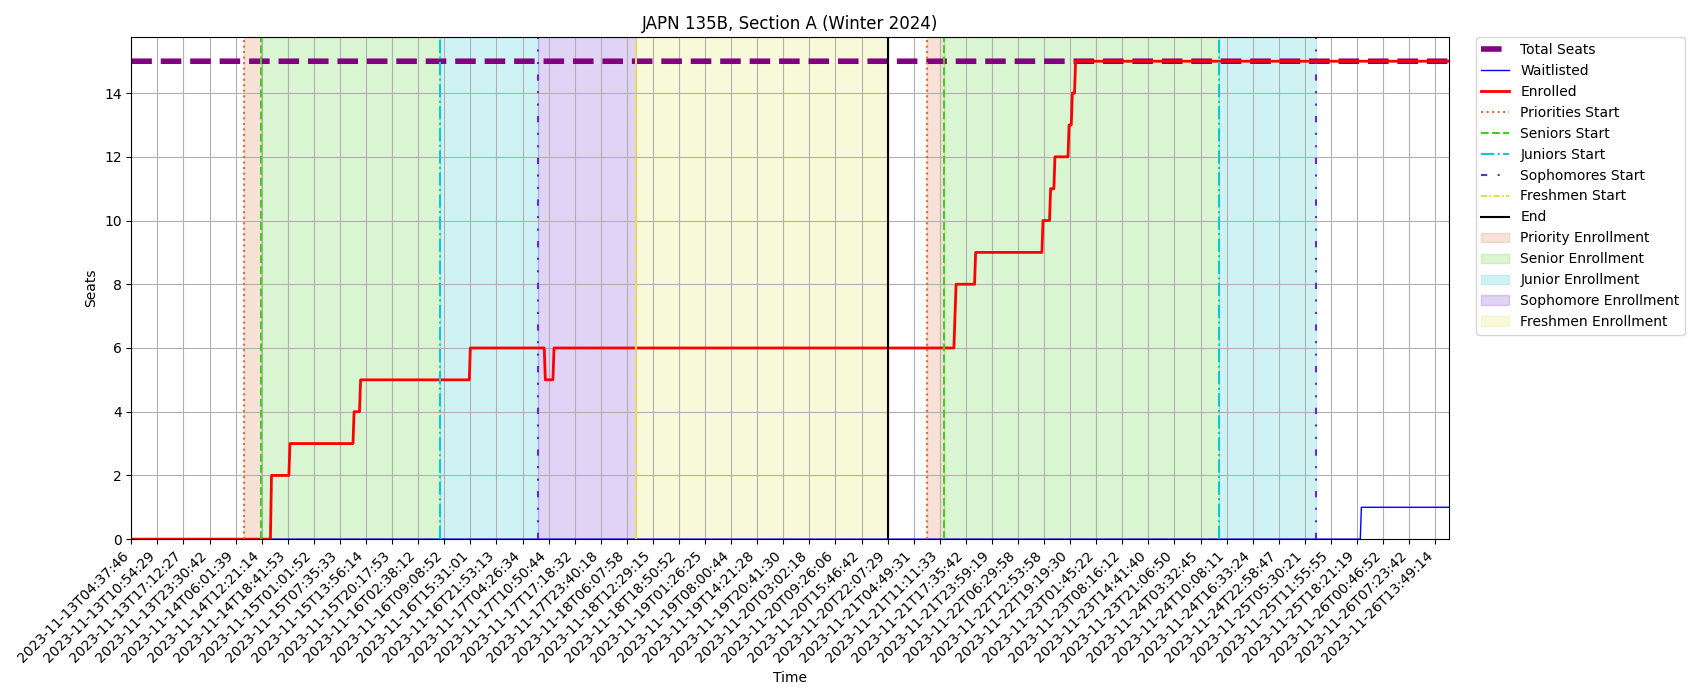 JAPN 135B, Section A (Winter 2024)
Seats
14
12
10
8
6
4
2
0
2023-11-13T04:37:46
2023-11-13T10:54:29
2023-11-13T17:12:27
2023-11-13T23:30:42
2023-11-14T06:01:39
2023-11-14T12:21:14
2023-11-14T18:41:53
2023-11-15T01:01:52
2023-11-15T07:35:33
2023-11-15T13:56:14
2023-11-15T20:17:53
2023-11-16T02:38:12
2023-11-16T09:08:52
2023-11-16T15:31:01
2023-11-16T21:53:13
2023-11-17T04:26:34
2023-11-17T10:50:44
2023-11-17T17:18:32
2023-11-17T23:40:18
2023-11-18T06:07:58
2023-11-18T12:29:15
2023-11-18T18:50:52
2023-11-19T01:26:25
2023-11-19T08:00:44
2023-11-19T14:21:28
2023-11-19T20:41:30
2023-11-20T03:02:18
2023-11-20T09:26:06
2023-11-20T15:46:42
2023-11-20T22:07:29
2023-11-21T04:49:31
2023-11-21T11:11:33
2023-11-21T17:35:42
2023-11-21T23:59:19
2023-11-22T06:29:58
2023-11-22T12:53:58
2023-11-22T19:19:30
2023-11-23T01:45:22
2023-11-23T08:16:12
2023-11-23T14:41:40
2023-11-23T21:06:50
2023-11-24T03:32:45
2023-11-24T10:08:11
2023-11-24T16:33:24
2023-11-24T22:58:47
2023-11-25T05:30:21
2023-11-25T11:55:55
2023-11-25T18:21:19
2023-11-26T00:46:52
2023-11-26T07:23:42
2023-11-26T13:49:14
Time
Total Seats
Waitlisted
Enrolled
Priorities Start
Seniors Start
Juniors Start
Sophomores Start
Freshmen Start
End
Priority Enrollment
Senior Enrollment
Junior Enrollment
Sophomore Enrollment
Freshmen Enrollment